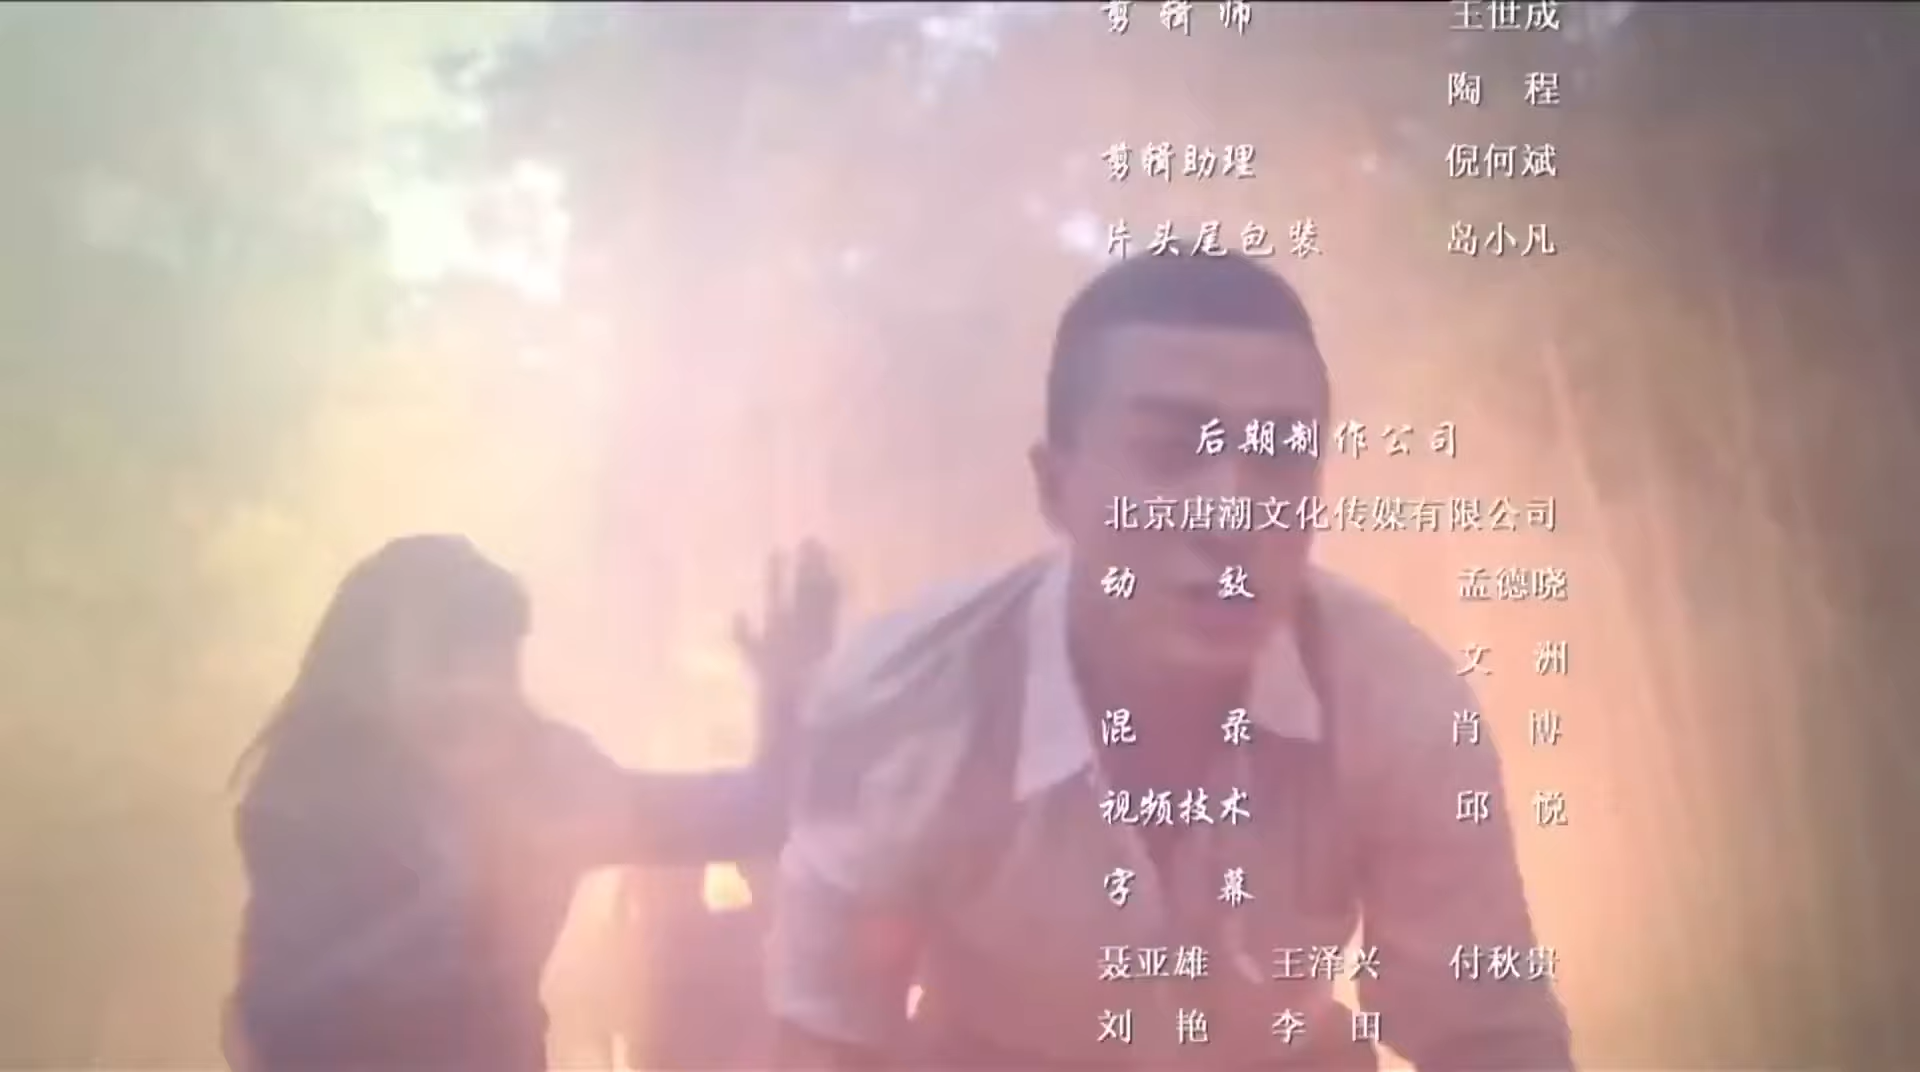 剪辑师 王世成
陶程
剪辑助理 倪何斌
片头尾包装 岛小凡
后期制作公司
北京唐潮文化传媒有限公司
动效 孟德晓
文洲
混录 肖博
视频技术 邱悦
字幕
聂亚雄 王泽兴 付秋贵
刘艳 李田